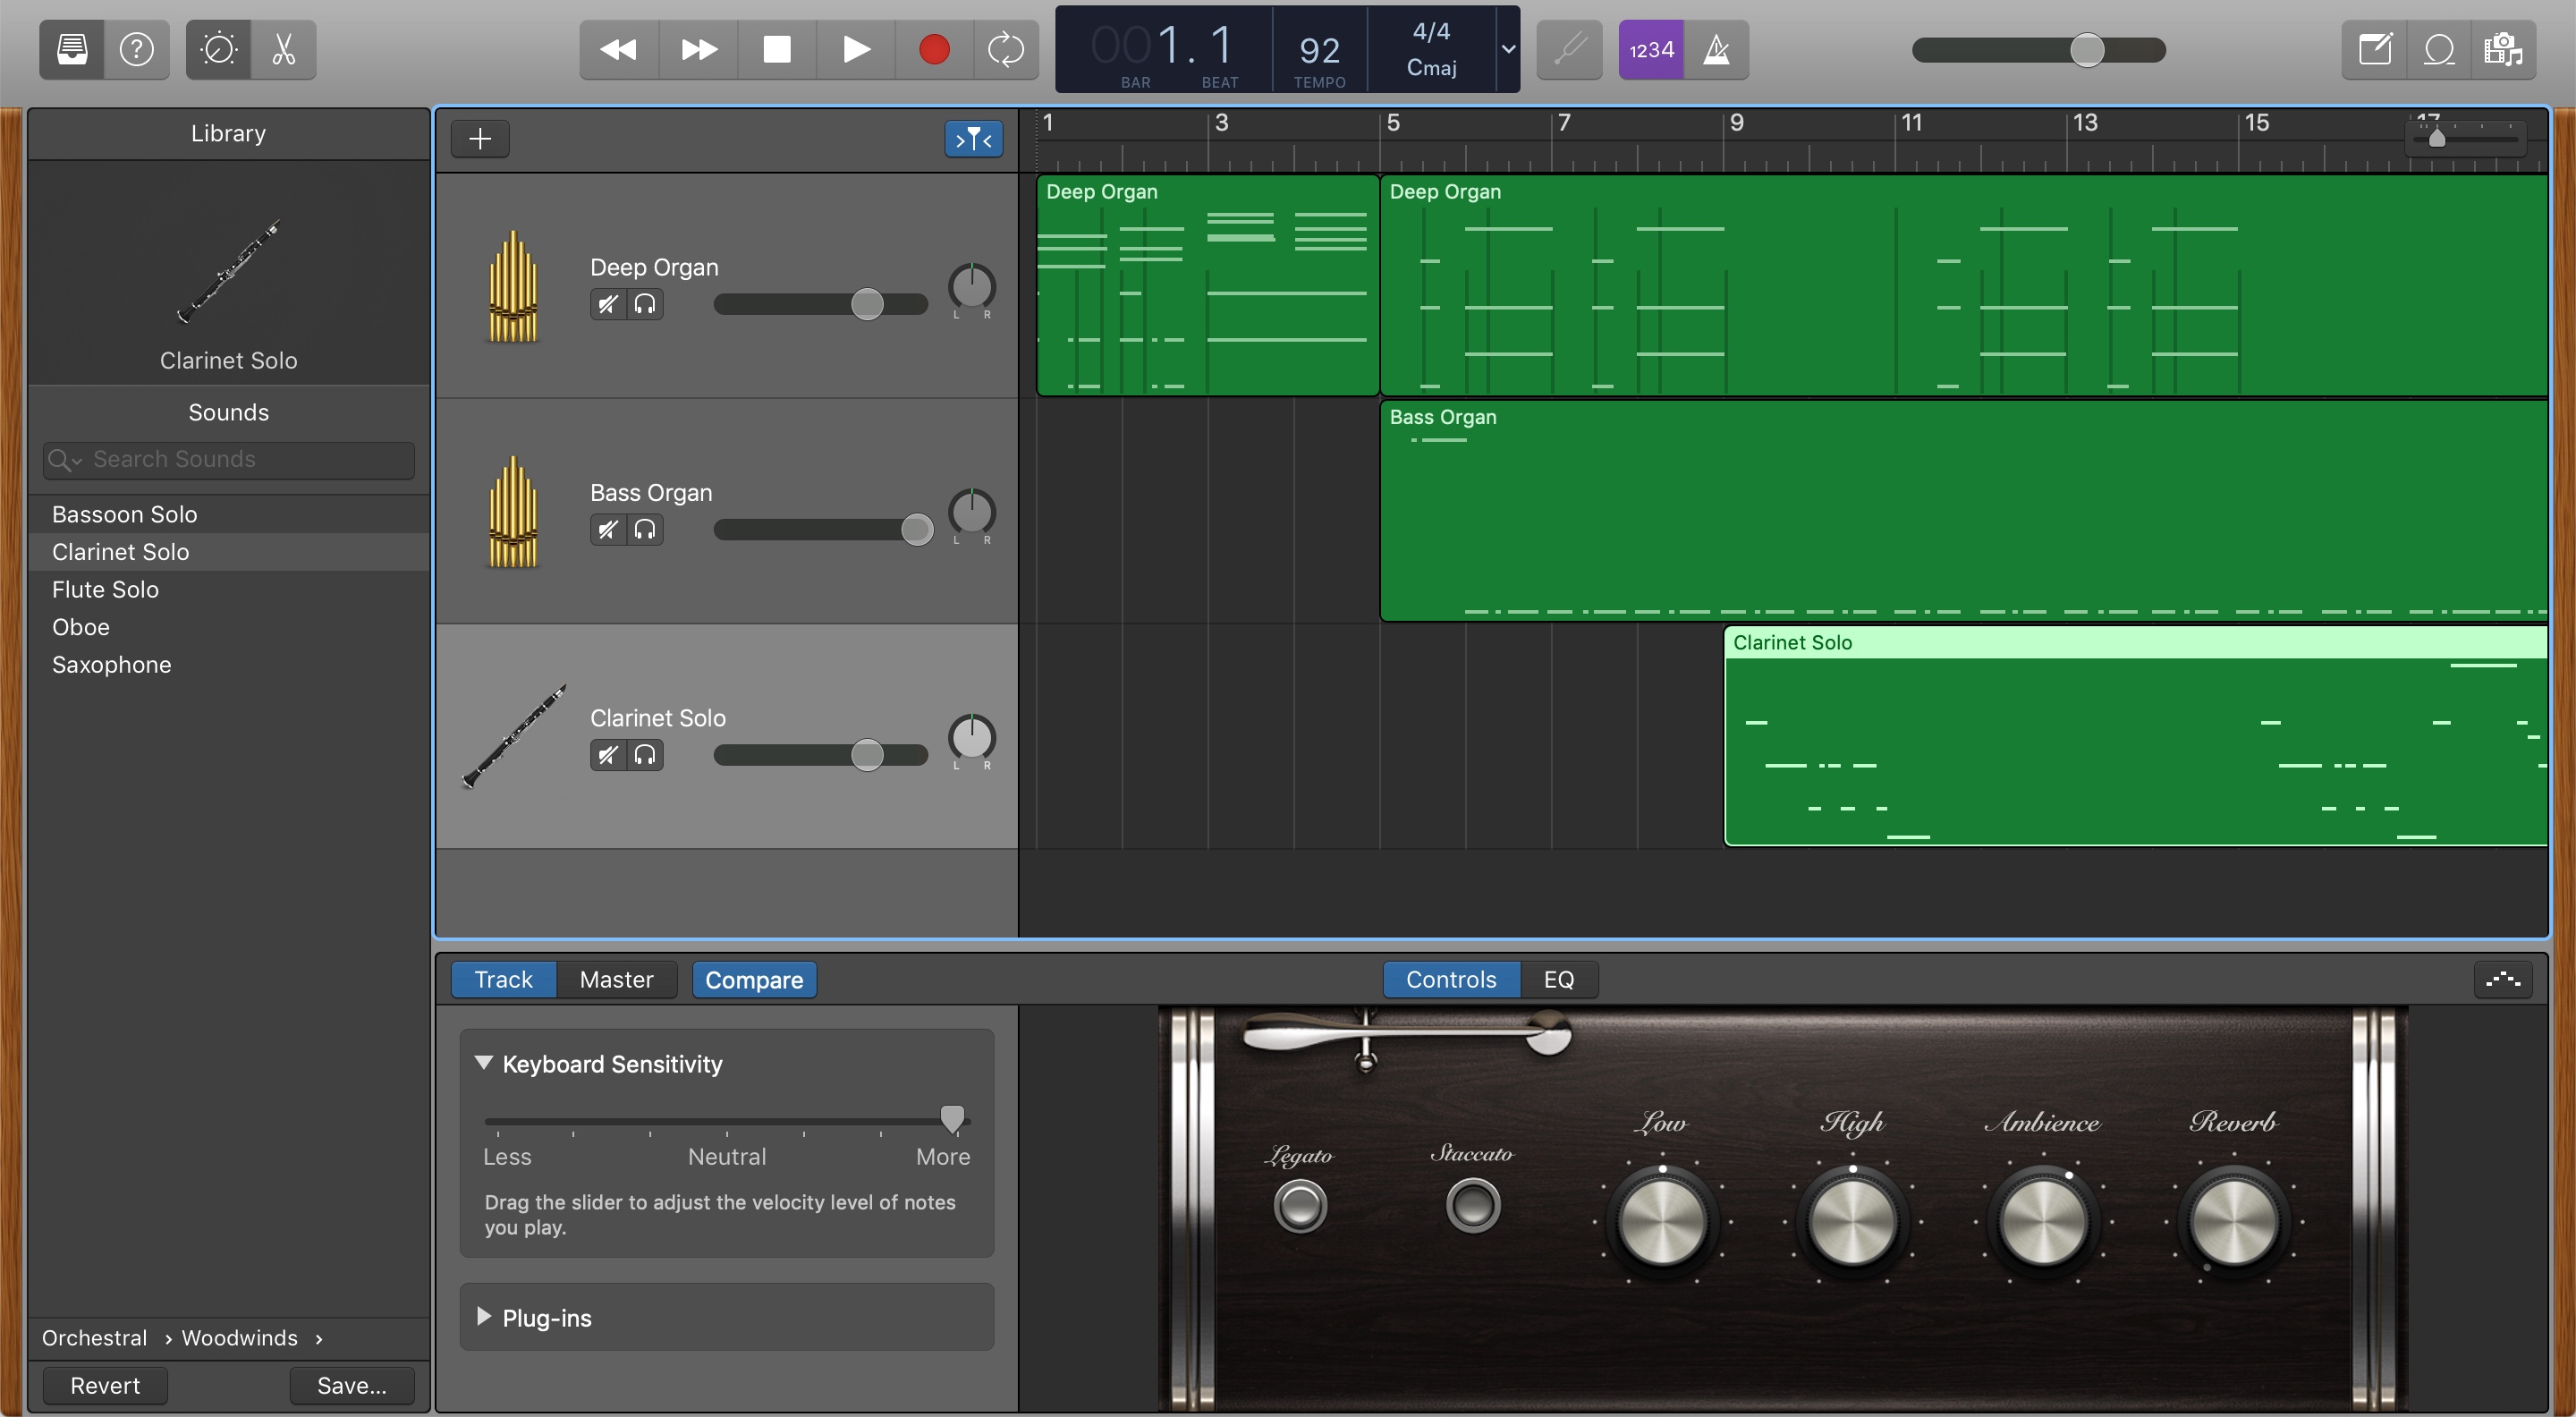 001.1
BAR
BEAT
92
TEMPO
4/4
Cmaj
1234
Library
Clarinet Solo
Sounds
Search Sounds
Bassoon Solo
Clarinet Solo
Flute Solo
Oboe
Saxophone
Orchestral › Woodwinds ›
Revert
Save...
1 3 5 7 9 11 13 15 17
Deep Organ
L R
Bass Organ
L R
Clarinet Solo
L R
Deep Organ
Deep Organ
Bass Organ
Clarinet Solo
Track
Master
Compare
Controls
EQ
Keyboard Sensitivity
Less
Neutral
More
Drag the slider to adjust the velocity level of notes
you play.
Plug-ins
Legato
Staccato
Low
High
Ambience
Reverb